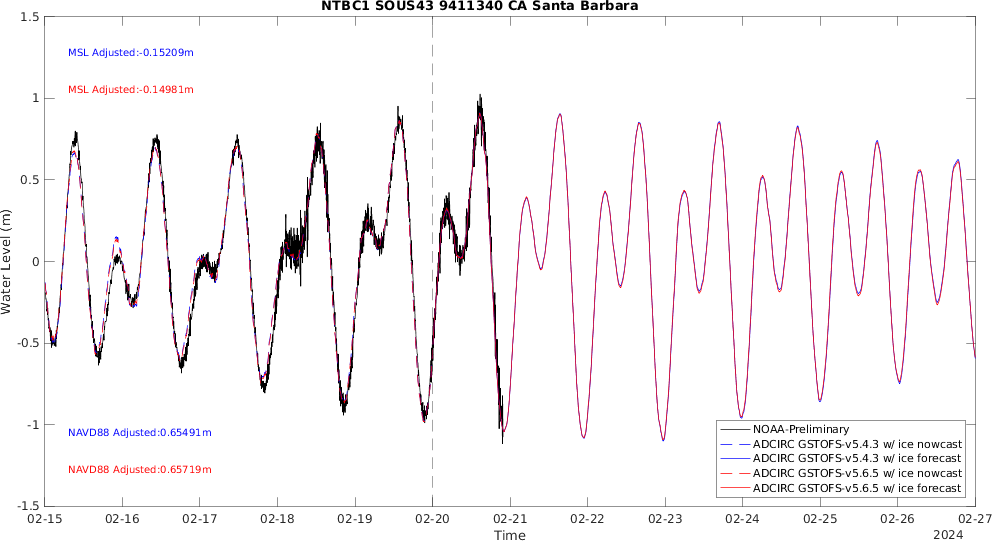 NTBC1 SOUS43 9411340 CA Santa Barbara
MSL Adjusted:-0.15209m
MSL Adjusted:-0.14981m
NAVD88 Adjusted:0.65491m
NAVD88 Adjusted:0.65719m
Water Level (m)
1.5
1
0.5
0
-0.5
-1
-1.5
NOAA-Preliminary
ADCIRC GSTOFS-v5.4.3 w/ ice nowcast
ADCIRC GSTOFS-v5.4.3 w/ ice forecast
ADCIRC GSTOFS-v5.6.5 w/ ice nowcast
ADCIRC GSTOFS-v5.6.5 w/ ice forecast
02-15 02-16 02-17 02-18 02-19 02-20 02-21 02-22 02-23 02-24 02-25 02-26 02-27
Time
2024